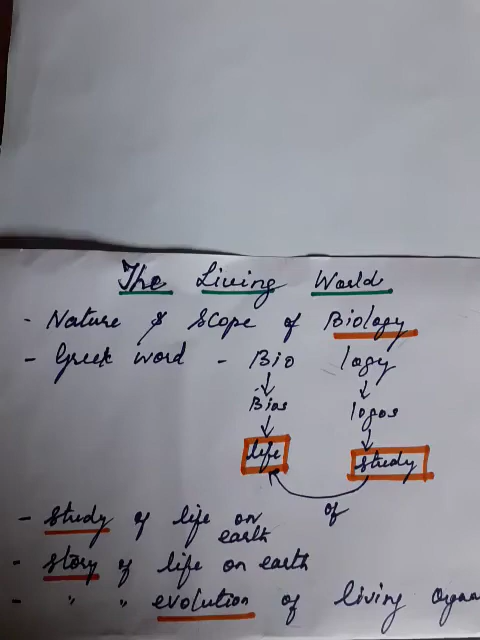 The Living World
- Nature & Scope of Biology
- Greek word - Bio logy
↓ ↓
Bios logos
↓ ↓
life study
of
- study of life on earth
- story of life on earth
- " " evolution of living